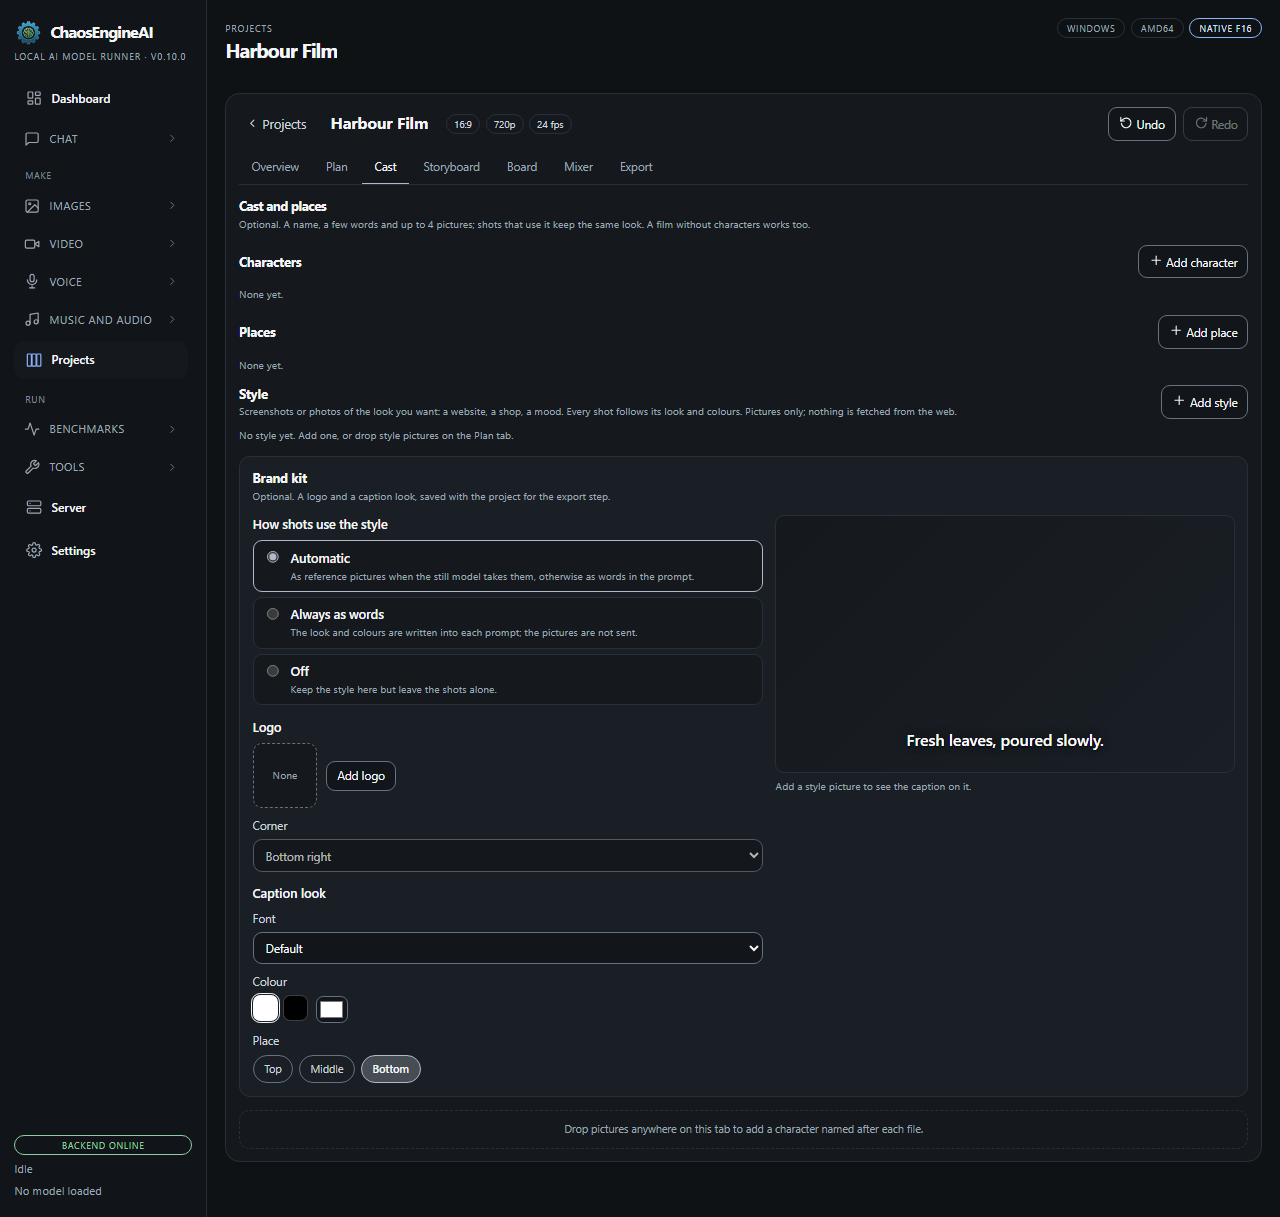 ChaosEngineAI
LOCAL AI MODEL RUNNER · V0.10.0
Dashboard
CHAT
MAKE
IMAGES
VIDEO
VOICE
MUSIC AND AUDIO
Projects
RUN
BENCHMARKS
TOOLS
Server
Settings
BACKEND ONLINE
Idle
No model loaded
PROJECTS
Harbour Film
WINDOWS
AMD64
NATIVE F16
Projects
Harbour Film
16:9
720p
24 fps
Undo
Redo
Overview
Plan
Cast
Storyboard
Board
Mixer
Export
Cast and places
Optional. A name, a few words and up to 4 pictures; shots that use it keep the same look. A film without characters works too.
Characters
Add character
None yet.
Places
Add place
None yet.
Style
Screenshots or photos of the look you want: a website, a shop, a mood. Every shot follows its look and colours. Pictures only; nothing is fetched from the web.
Add style
No style yet. Add one, or drop style pictures on the Plan tab.
Brand kit
Optional. A logo and a caption look, saved with the project for the export step.
How shots use the style
Automatic
As reference pictures when the still model takes them, otherwise as words in the prompt.
Always as words
The look and colours are written into each prompt; the pictures are not sent.
Off
Keep the style here but leave the shots alone.
Logo
None
Add logo
Corner
Bottom right
Caption look
Font
Default
Colour
Place
Top
Middle
Bottom
Fresh leaves, poured slowly.
Add a style picture to see the caption on it.
Drop pictures anywhere on this tab to add a character named after each file.